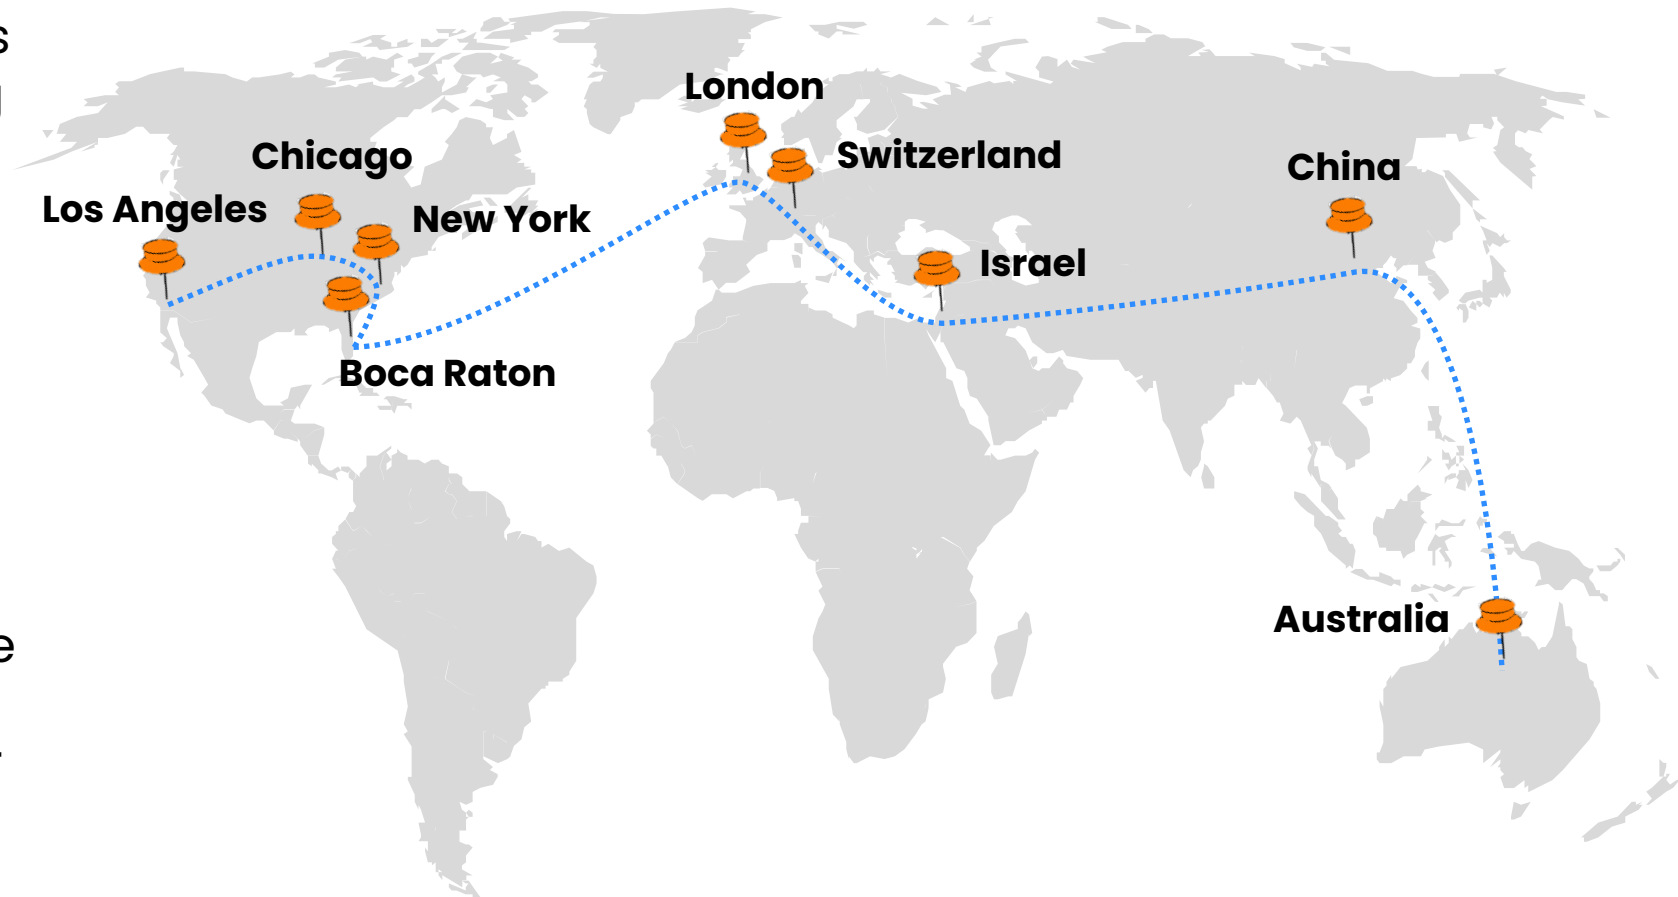 London
Chicago
Switzerland
China
Los Angeles
New York
Israel
Boca Raton
Australia
s
e